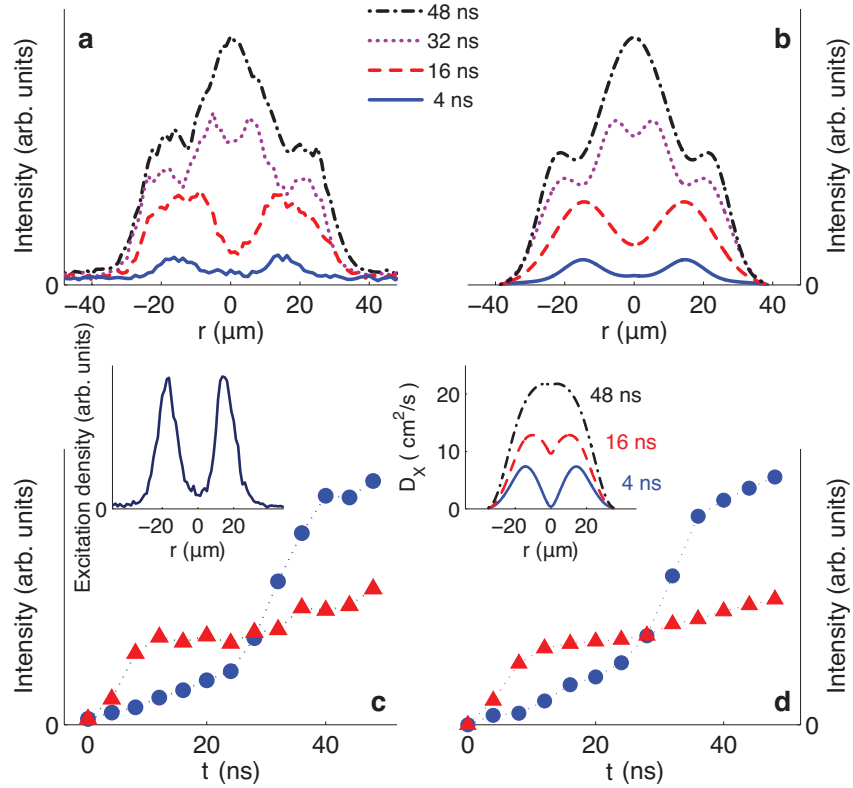 a
48 ns
32 ns
16 ns
4 ns
b
Intensity (arb. units)
0
−40 −20 0 20 40
r (μm)
−40 −20 0 20 40
r (μm)
Intensity (arb. units)
0
Excitation density (arb. units)
0
−20 0 20
r (μm)
D_X ( cm²/s )
20
10
0
48 ns
16 ns
4 ns
−20 0 20
r (μm)
Intensity (arb. units)
0
c
0 20 40
t (ns)
d
0 20 40
t (ns)
Intensity (arb. units)
0